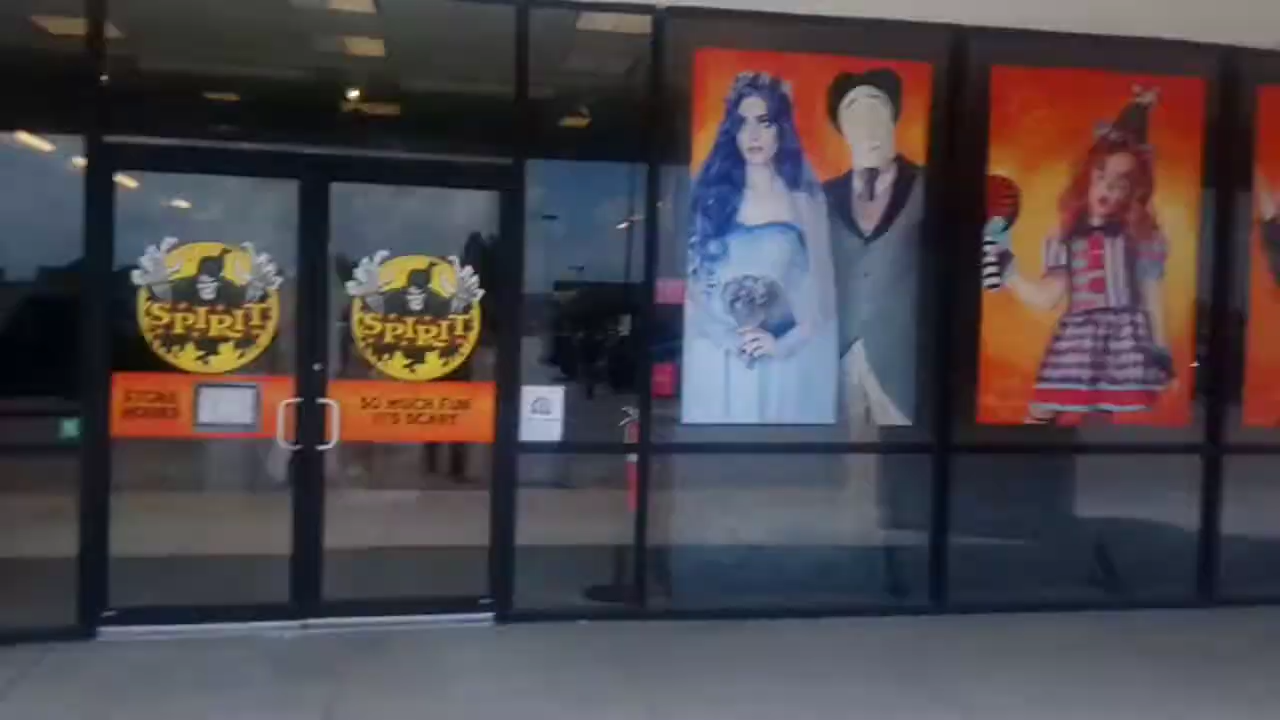 SPIRIT
SPIRIT
STORE
HOURS
SO MUCH FUN
IT'S SCARY